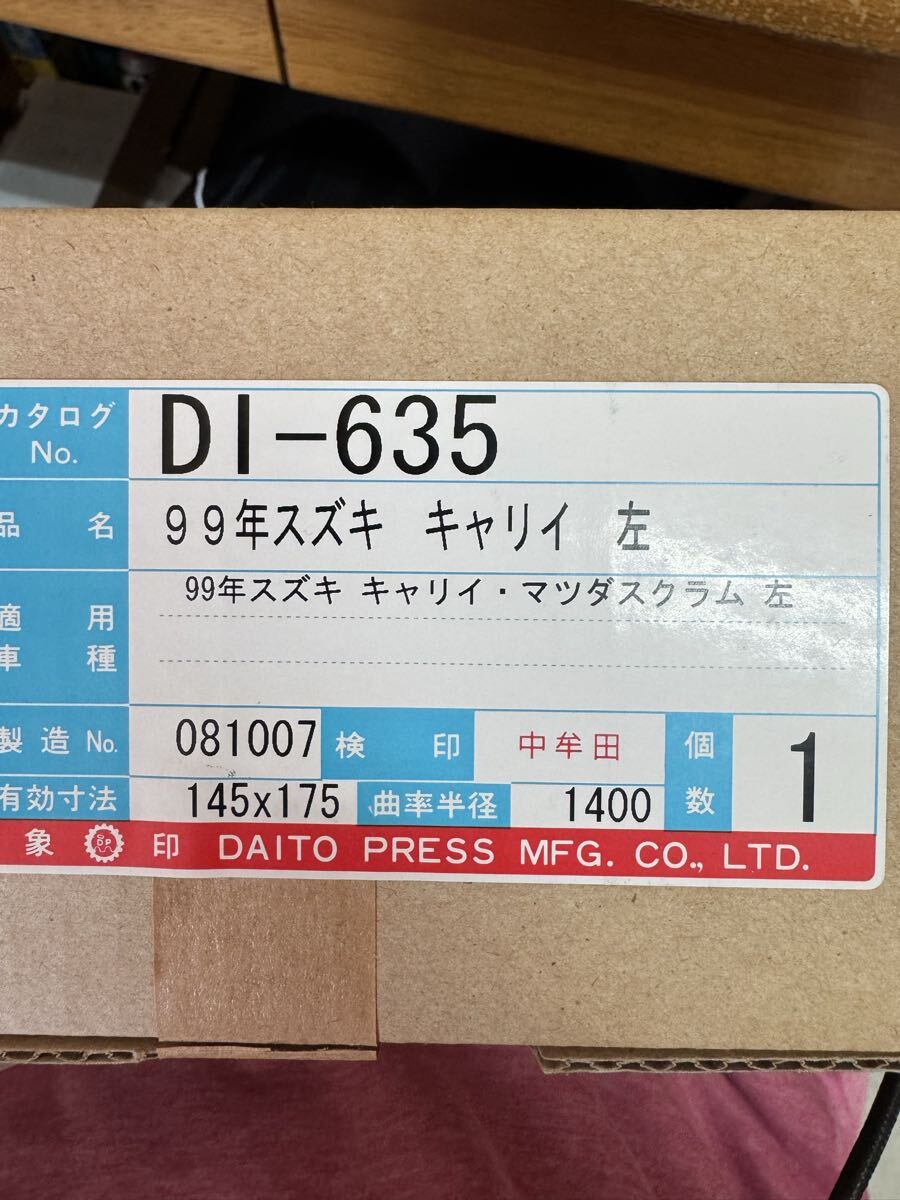 カタログ No. DI-635
品名 99年スズキ キャリイ 左
適用車種 99年スズキ キャリイ・マツダスクラム 左
製造No. 081007 検印 中牟田 個数 1
有効寸法 145x175 曲率半径 1400
象 SDP 印 DAITO PRESS MFG. CO., LTD.